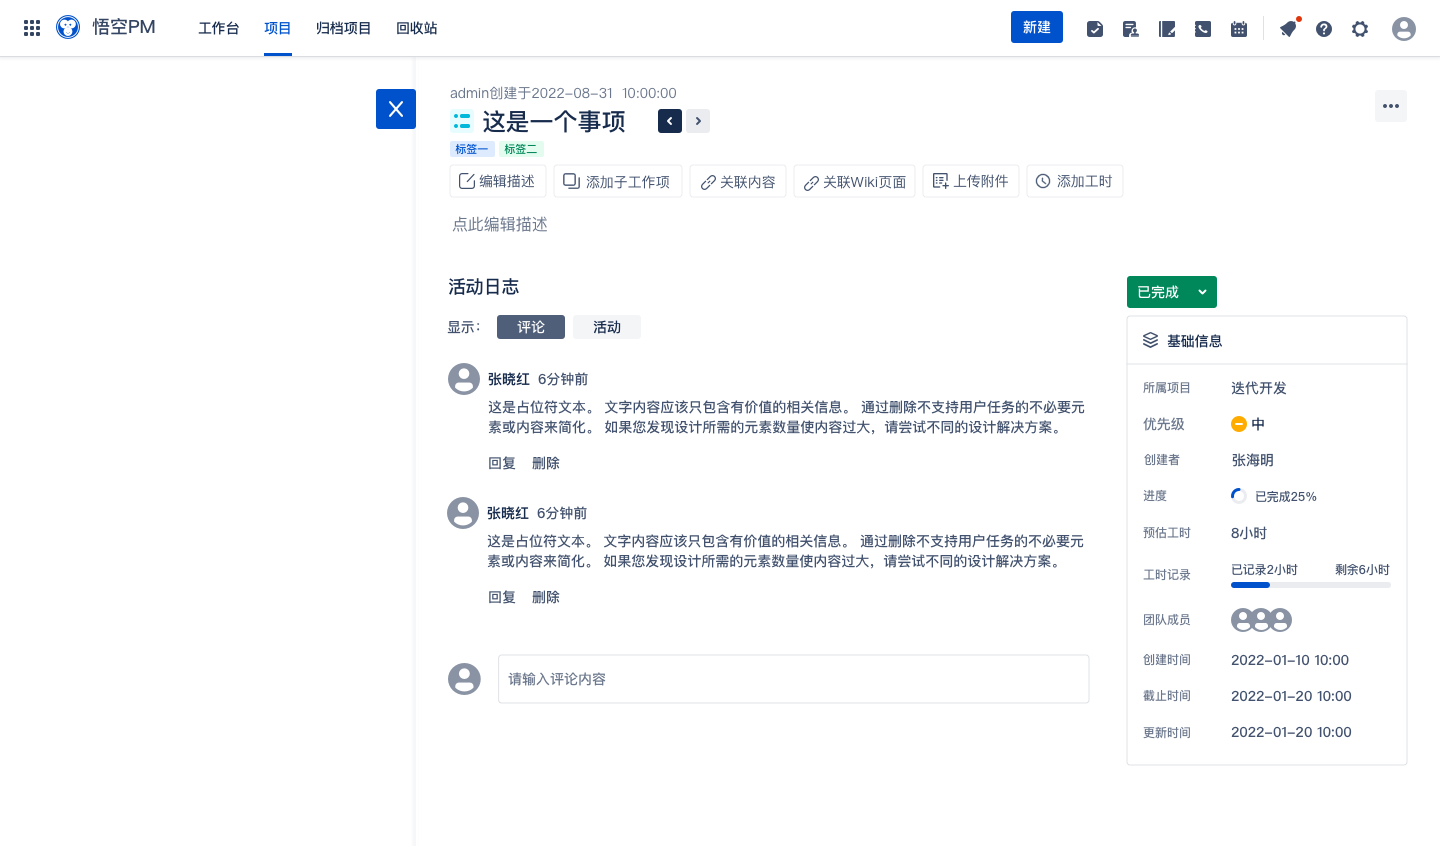 悟空PM 工作台 项目 归档项目 回收站 新建
admin创建于2022-08-31 10:00:00
这是一个事项
标签一 标签二
编辑描述 添加子工作项 关联内容 关联Wiki页面 上传附件 添加工时
点此编辑描述
活动日志
显示： 评论 活动
张晓红 6分钟前
这是占位符文本。 文字内容应该只包含有价值的相关信息。 通过删除不支持用户任务的不必要元
素或内容来简化。 如果您发现设计所需的元素数量使内容过大，请尝试不同的设计解决方案。
回复 删除
张晓红 6分钟前
这是占位符文本。 文字内容应该只包含有价值的相关信息。 通过删除不支持用户任务的不必要元
素或内容来简化。 如果您发现设计所需的元素数量使内容过大，请尝试不同的设计解决方案。
回复 删除
请输入评论内容
已完成
基础信息
所属项目 迭代开发
优先级 中
创建者 张海明
进度 已完成25%
预估工时 8小时
工时记录 已记录2小时 剩余6小时
团队成员
创建时间 2022-01-10 10:00
截止时间 2022-01-20 10:00
更新时间 2022-01-20 10:00